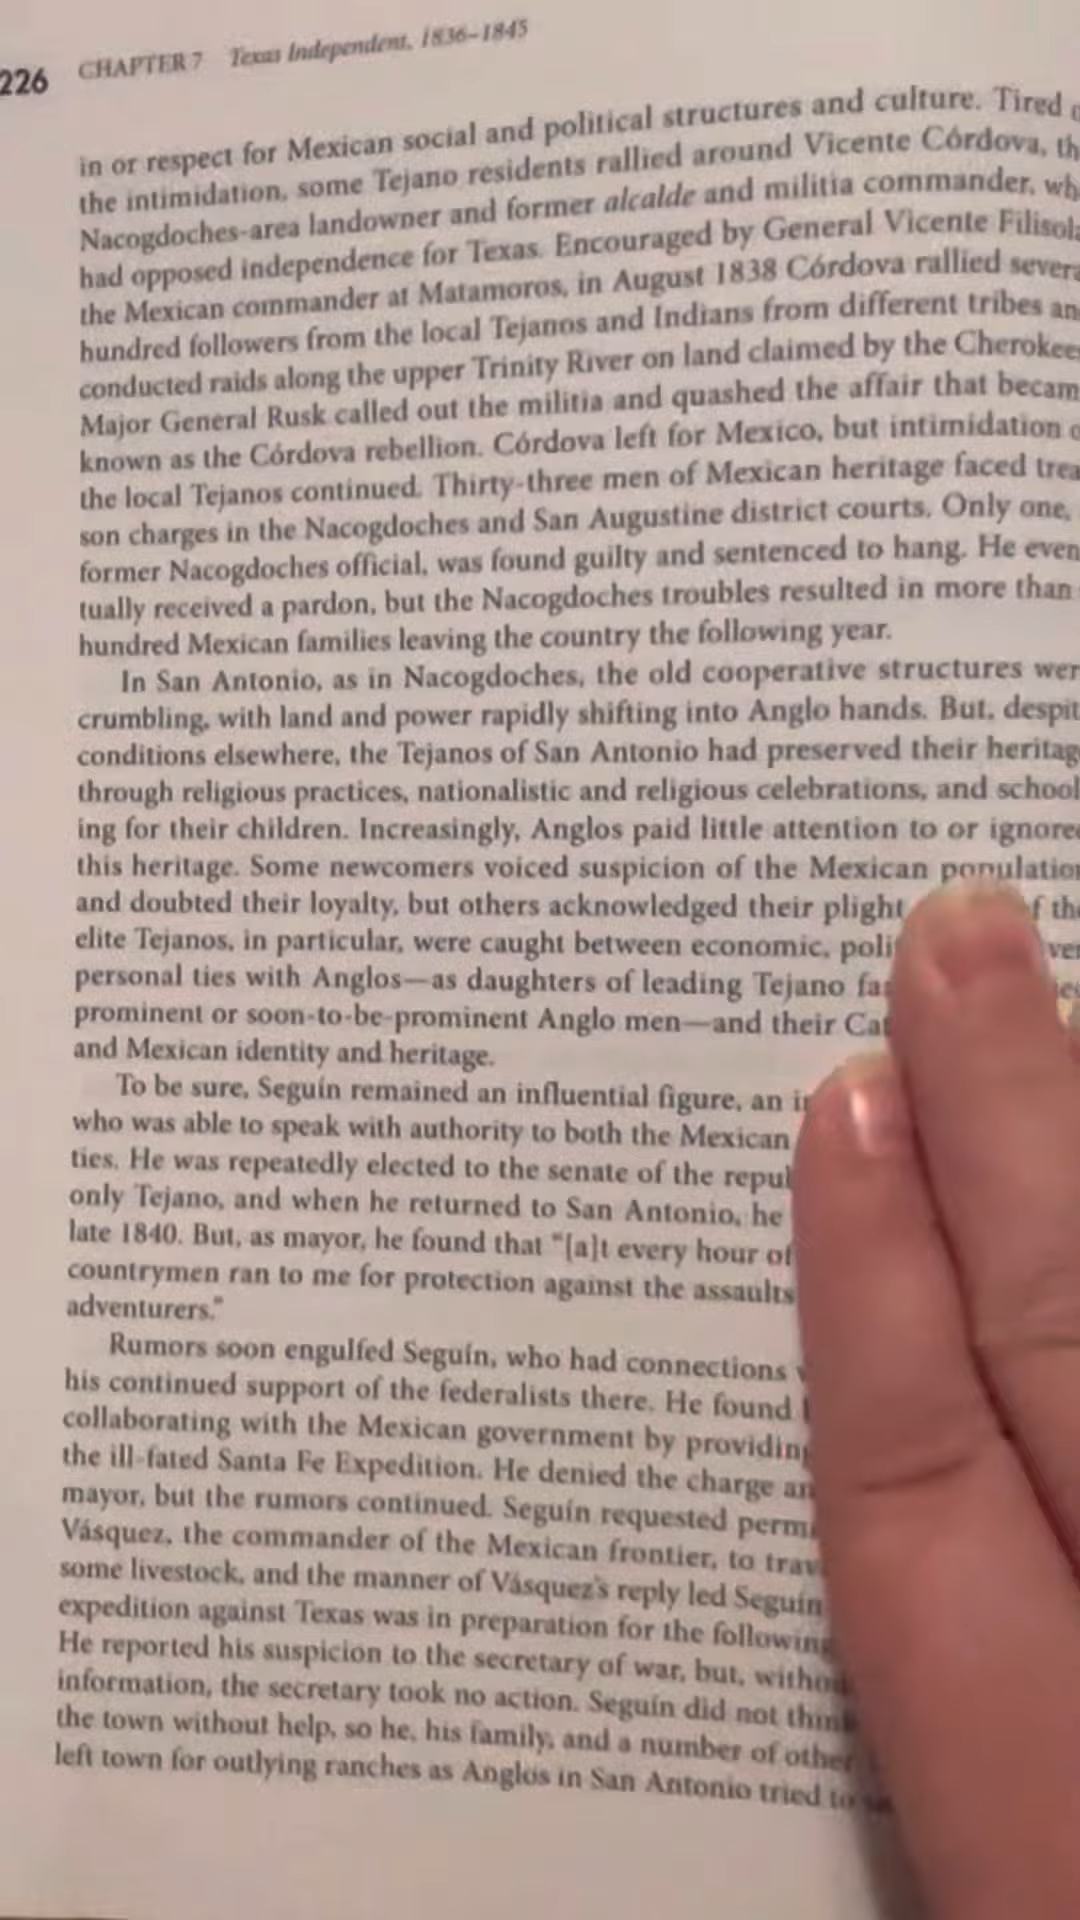 226 CHAPTER 7 Texas Independent, 1836–1845
in or respect for Mexican social and political structures and culture. Tired
the intimidation, some Tejano residents rallied around Vicente Córdova,
Nacogdoches-area landowner and former alcalde and militia commander,
had opposed independence for Texas. Encouraged by General Vicente Filisola
the Mexican commander at Matamoros, in August 1838 Córdova rallied
hundred followers from the local Tejanos and Indians from different tribes
conducted raids along the upper Trinity River on land claimed by the
Major General Rusk called out the militia and quashed the affair that
known as the Córdova rebellion. Córdova left for Mexico, but intimidation
the local Tejanos continued. Thirty-three men of Mexican heritage faced trea
son charges in the Nacogdoches and San Augustine district courts. Only one,
former Nacogdoches official, was found guilty and sentenced to hang. He even
tually received a pardon, but the Nacogdoches troubles resulted in more than
hundred Mexican families leaving the country the following year.
In San Antonio, as in Nacogdoches, the old cooperative structures wer
crumbling, with land and power rapidly shifting into Anglo hands. But, despit
conditions elsewhere, the Tejanos of San Antonio had preserved their heritag
through religious practices, nationalistic and religious celebrations, and school
ing for their children. Increasingly, Anglos paid little attention to or ignore
this heritage. Some newcomers voiced suspicion of the Mexican population
and doubted their loyalty, but others acknowledged their plight f the
elite Tejanos, in particular, were caught between economic, poli ver
personal ties with Anglos—as daughters of leading Tejano fa
prominent or soon-to-be-prominent Anglo men—and their Cat
and Mexican identity and heritage.
To be sure, Seguín remained an influential figure, an
who was able to speak with authority to both the Mexican
ties. He was repeatedly elected to the senate of the repu
only Tejano, and when he returned to San Antonio, he
late 1840. But, as mayor, he found that "[a]t every hour of
countrymen ran to me for protection against the assaults
adventurers."
Rumors soon engulfed Seguín, who had connections
his continued support of the federalists there. He found
collaborating with the Mexican government by providing
the ill-fated Santa Fe Expedition. He denied the charge an
mayor, but the rumors continued. Seguín requested perm
Vásquez, the commander of the Mexican frontier, to trav
some livestock, and the manner of Vásquez's reply led Seguín
expedition against Texas was in preparation for the following
He reported his suspicion to the secretary of war, but, withou
information, the secretary took no action. Seguín did not think
the town without help, so he, his family, and a number of other
left town for outlying ranches as Anglos in San Antonio tried to